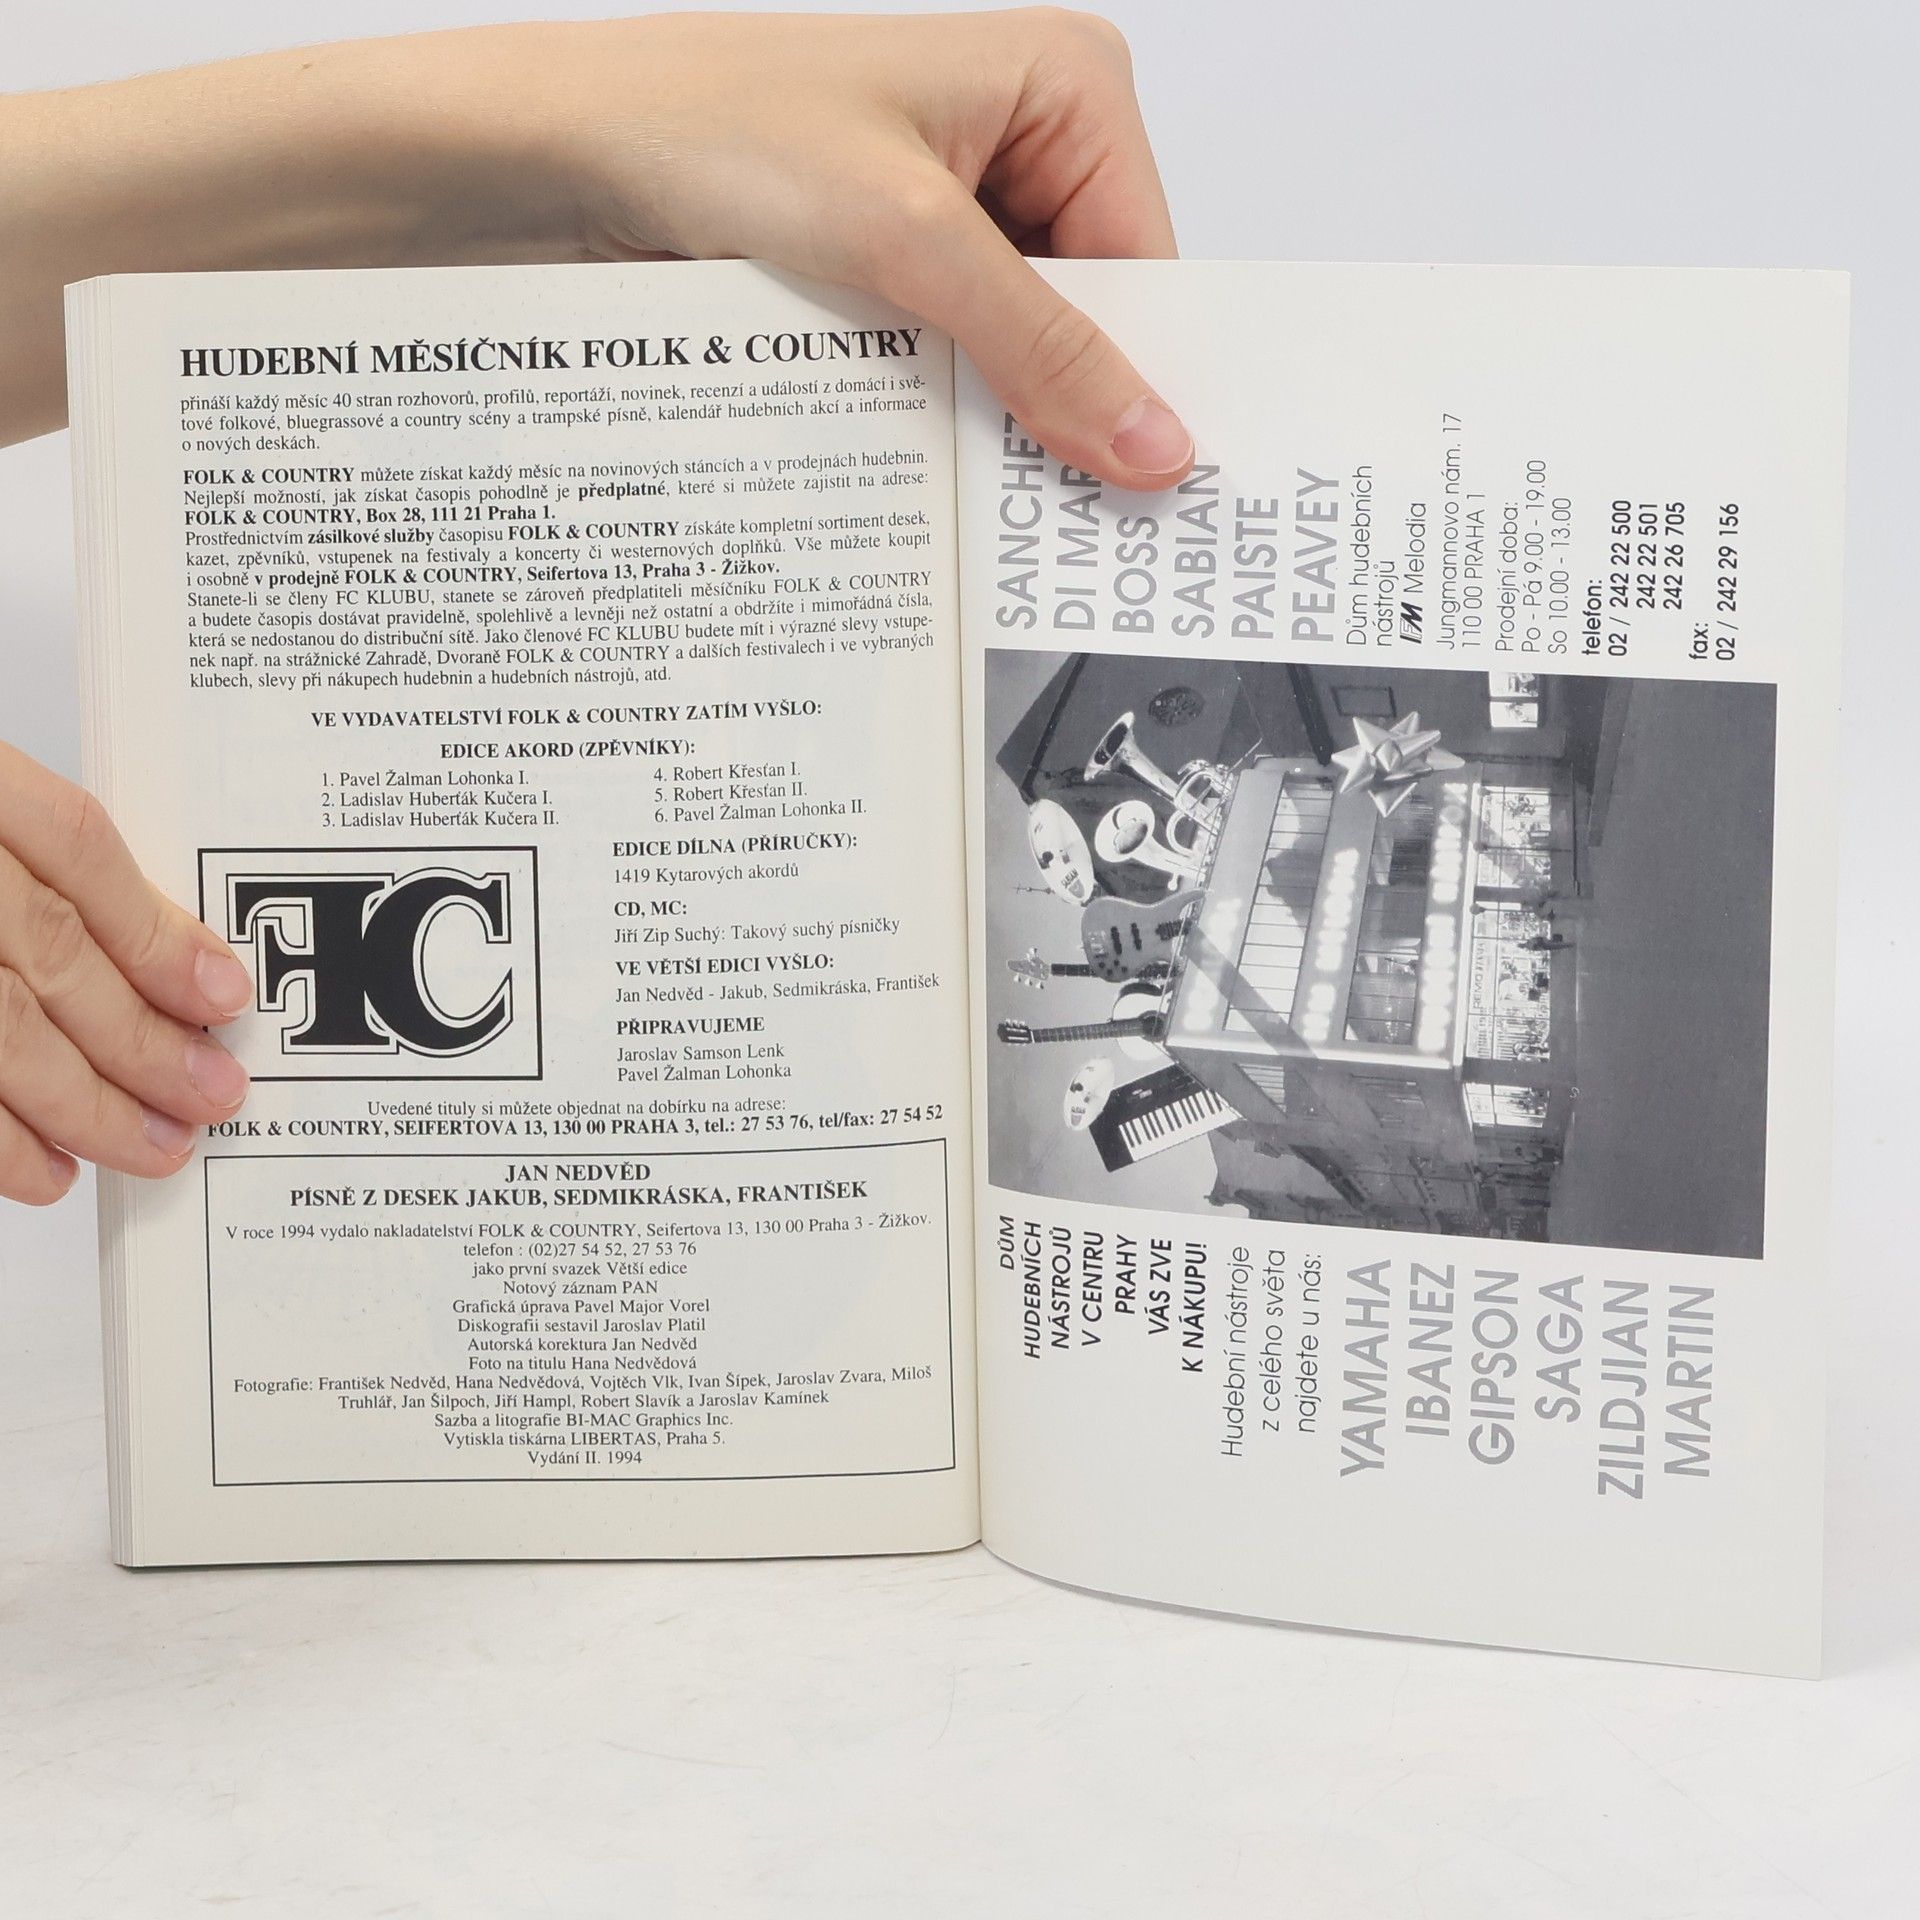 HUDEBNÍ MĚSÍČNÍK FOLK & COUNTRY
přináší každý měsíc 40 stran rozhovorů, profilů, reportáží, novinek, recenzí a událostí z domácí i svě-
tové folkové, bluegrassové a country scény a trampské písně, kalendář hudebních akcí a informace
o nových deskách.
FOLK & COUNTRY můžete získat každý měsíc na novinových stáncích a v prodejnách hudebnin.
Nejlepší možností, jak získat časopis pohodlně je předplatné, které si můžete zajistit na adrese:
FOLK & COUNTRY, Box 28, 111 21 Praha 1.
Prostřednictvím zásilkové služby časopisu FOLK & COUNTRY získáte kompletní sortiment desek,
kazet, zpěvníků, vstupenek na festivaly a koncerty či westernových doplňků. Vše můžete koupit
i osobně v prodejně FOLK & COUNTRY, Seifertova 13, Praha 3 - Žižkov.
Stanete-li se členy FC KLUBU, stanete se zároveň předplatiteli měsíčníku FOLK & COUNTRY
a budete časopis dostávat pravidelně, spolehlivě a levněji než ostatní a obdržíte i mimořádná čísla,
která se nedostanou do distribuční sítě. Jako členové FC KLUBU budete mít i výrazné slevy vstupe-
nek např. na strážnické Zahradě, Dvoraně FOLK & COUNTRY a dalších festivalech i ve vybraných
klubech, slevy při nákupech hudebnin a hudebních nástrojů, atd.
VE VYDAVATELSTVÍ FOLK & COUNTRY ZATÍM VYŠLO:
EDICE AKORD (ZPĚVNÍKY):
1. Pavel Žalman Lohonka I.
2. Ladislav Huberťák Kučera I.
3. Ladislav Huberťák Kučera II.
4. Robert Křesťan I.
5. Robert Křesťan II.
6. Pavel Žalman Lohonka II.
FC
EDICE DÍLNA (PŘÍRUČKY):
1419 Kytarových akordů
CD, MC:
Jiří Zip Suchý: Takový suchý písničky
VE VĚTŠÍ EDICI VYŠLO:
Jan Nedvěd - Jakub, Sedmikráska, František
PŘIPRAVUJEME
Jaroslav Samson Lenk
Pavel Žalman Lohonka
Uvedené tituly si můžete objednat na dobírku na adrese:
FOLK & COUNTRY, SEIFERTOVA 13, 130 00 PRAHA 3, tel.: 27 53 76, tel/fax: 27 54 52
JAN NEDVĚD
PÍSNĚ Z DESEK JAKUB, SEDMIKRÁSKA, FRANTIŠEK
V roce 1994 vydalo nakladatelství FOLK & COUNTRY, Seifertova 13, 130 00 Praha 3 - Žižkov.
telefon : (02)27 54 52, 27 53 76
jako první svazek Větší edice
Notový záznam PAN
Grafická úprava Pavel Major Vorel
Diskografii sestavil Jaroslav Platil
Autorská korektura Jan Nedvěd
Foto na titulu Hana Nedvědová
Fotografie: František Nedvěd, Hana Nedvědová, Vojtěch Vlk, Ivan Šípek, Jaroslav Zvara, Miloš
Truhlář, Jan Šilpoch, Jiří Hampl, Robert Slavík a Jaroslav Kamínek
Sazba a litografie BI-MAC Graphics Inc.
Vytiskla tiskárna LIBERTAS, Praha 5.
Vydání II. 1994
DŮM
HUDEBNÍCH
NÁSTROJŮ
V CENTRU
PRAHY
VÁS ZVE
K NÁKUPU!
Hudební nástroje
z celého světa
najdete u nás:
YAMAHA
IBANEZ
GIPSON
SAGA
ZILDJIAN
MARTIN
SABIAN
SABIAN
SANCHEZ
DI MAR
BOSS
SABIAN
PAISTE
PEAVEY
Dům hudebních
nástrojů
Melodia
Jungmannovo nám. 17
110 00 PRAHA 1
Prodejní doba:
Po - Pá 9.00 - 19.00
So 10.00 - 13.00
telefon:
02 / 242 22 500
242 22 501
242 26 705
fax:
02 / 242 29 156